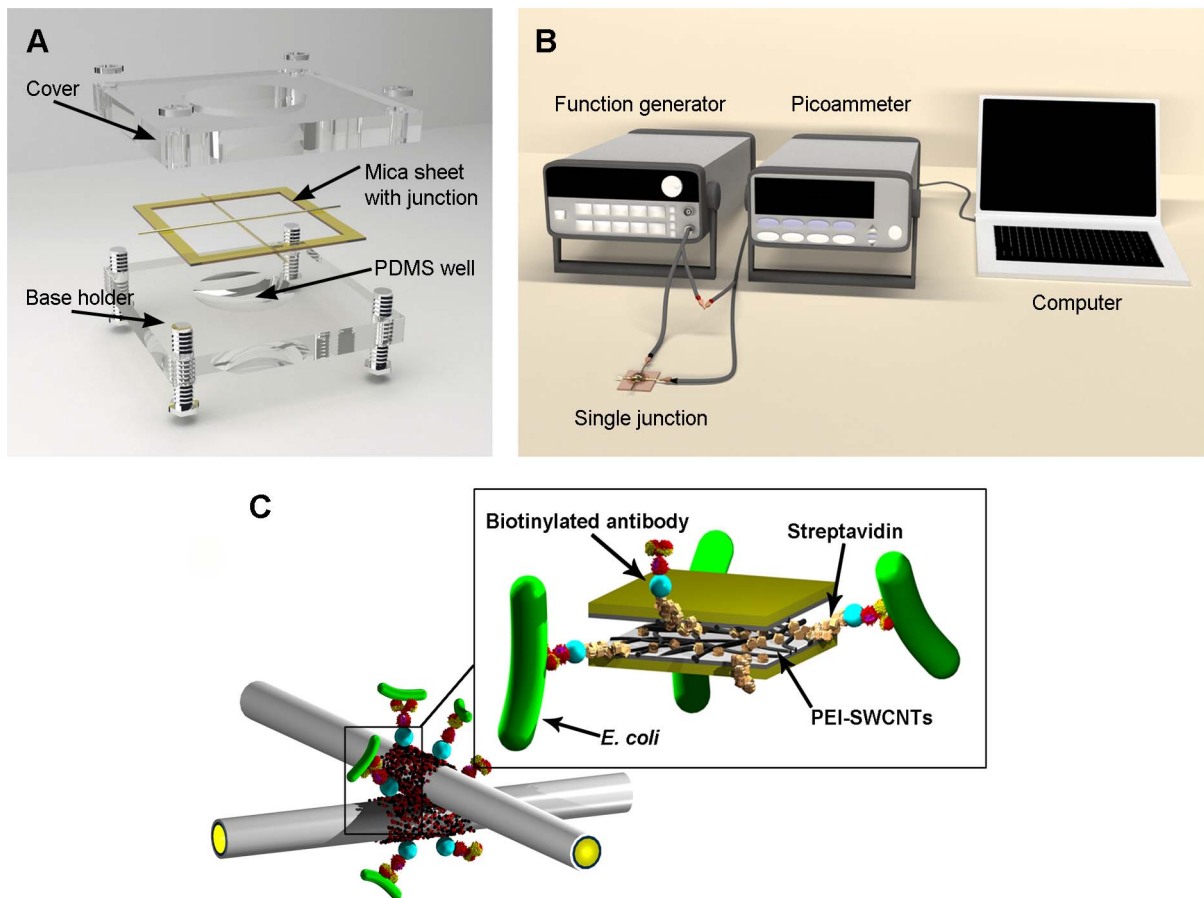 A
Cover
Mica sheet
with junction
PDMS well
Base holder
B
Function generator
Picoammeter
Computer
Single junction
C
Biotinylated antibody
Streptavidin
PEI-SWCNTs
E. coli